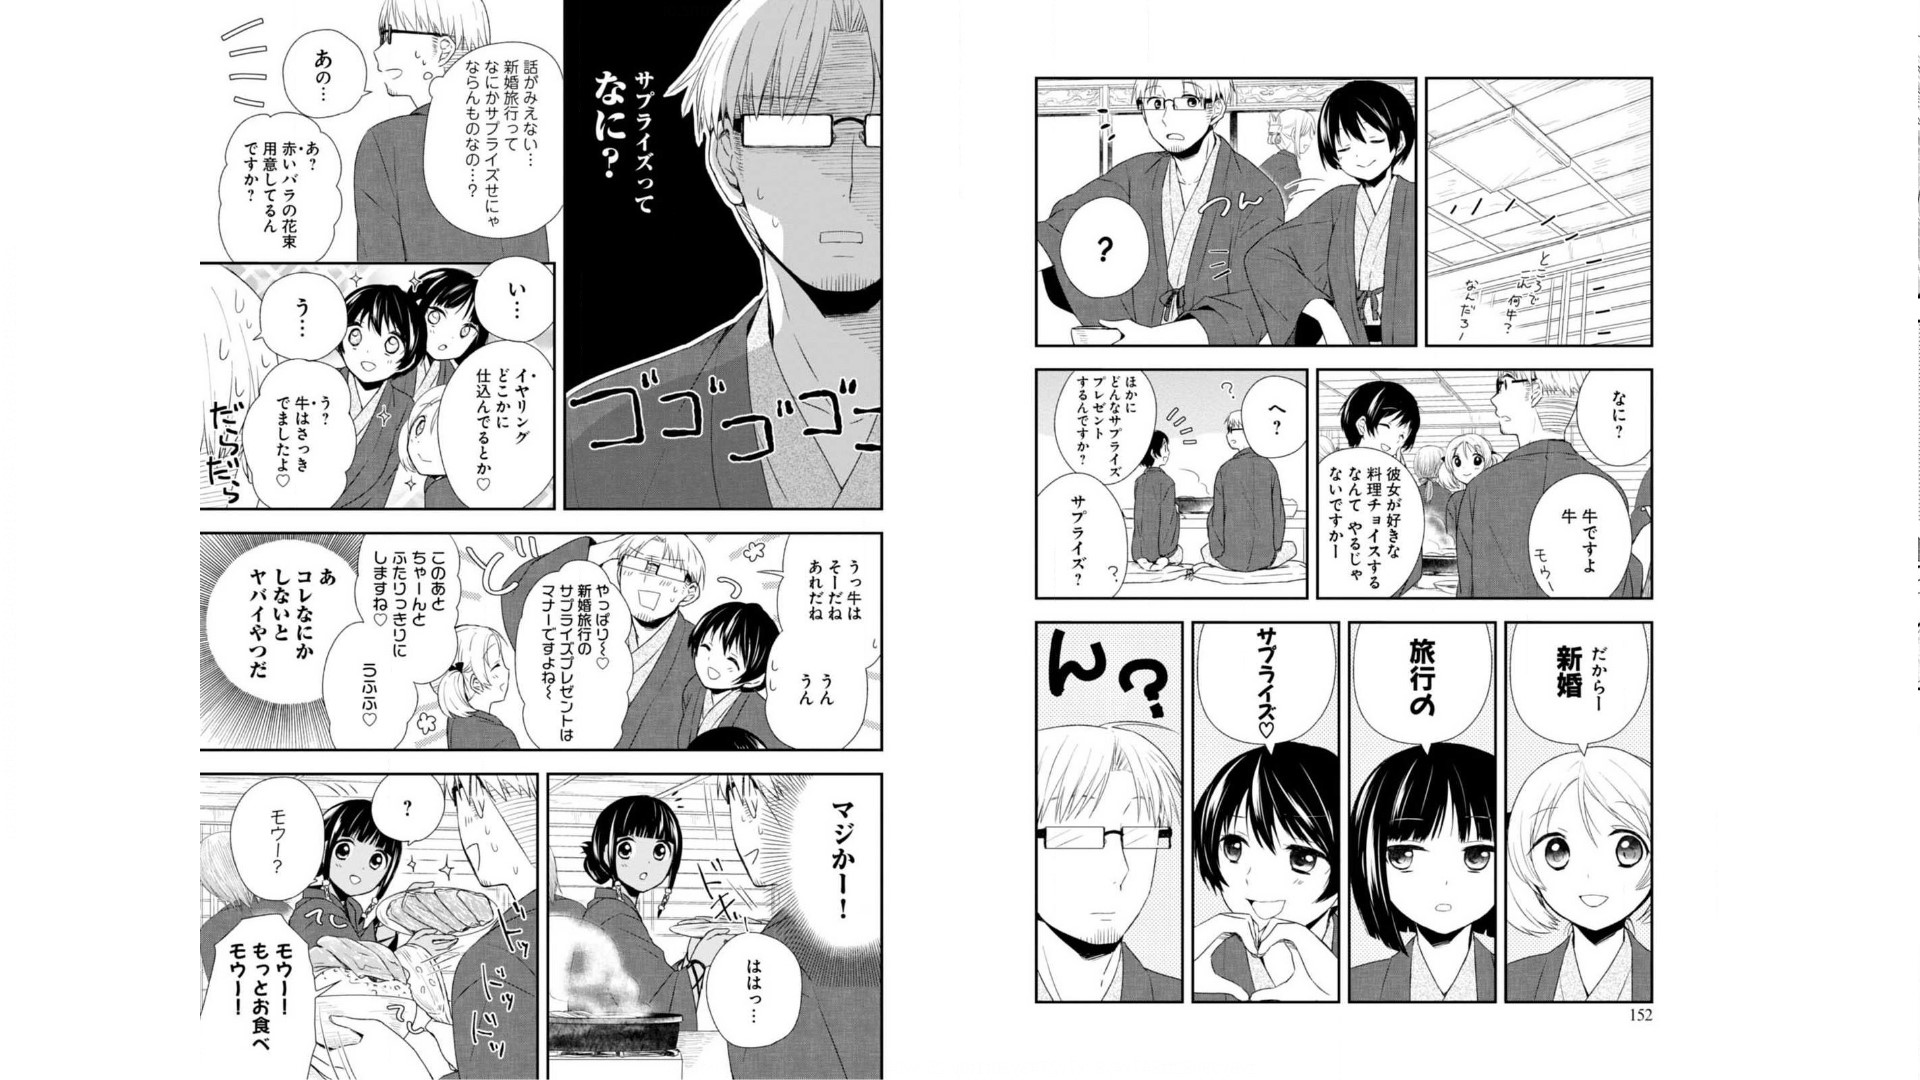 ところで
これ何牛？
なんだろー
つん
？
なに？
牛ですよ
牛
モウ
彼女が好きな
料理チョイスする
なんて やるじゃ
ないですかー
へ？
？
ほかに
どんなサプライズ
プレゼント
するんですか？
サプライズ？
？
だからー
新婚
旅行の
サプライズ♡
ん？
152
サプライズって
なに？
ゴゴゴゴゴ
話がみえない…
新婚旅行って
なにかサプライズせにゃ
ならんものなの…？
あの…
あ？
赤いバラの花束
用意してるん
ですか？
い…
イヤリング
どこかに
仕込んでるとか♡
う…
う？
牛はさっき
でましたよ♡
だらだら
うっ牛は
そーだね
あれだね
うん
うん
やっぱり〜♡
新婚旅行の
サプライズプレゼントは
マナーですよね〜
このあと
ちゃーんと
ふたりっきりに
しますね♡
うふふ♡
あ
コレなにか
しないと
ヤバイやつだ
マジかー！
ドキッ
ははっ…
？
モウー？
ドッ
ドッ
モウー！
もっとお食べ
モウー！